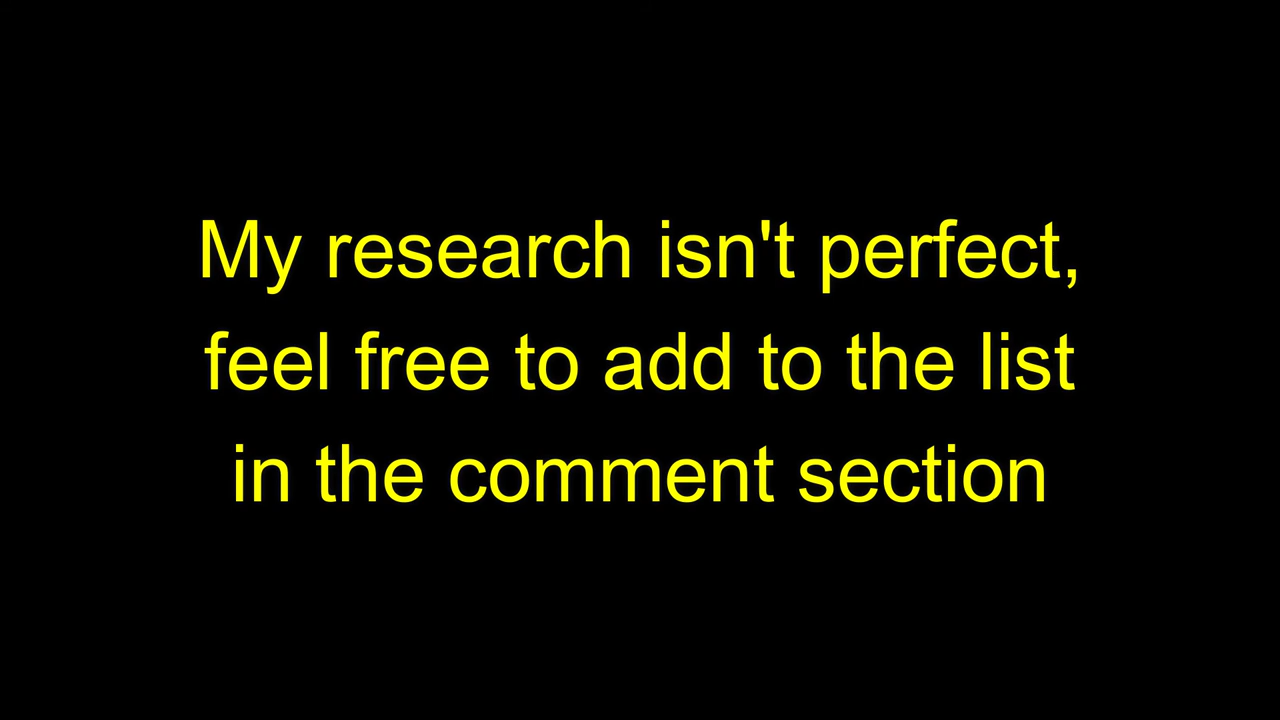 My research isn't perfect,
feel free to add to the list
in the comment section